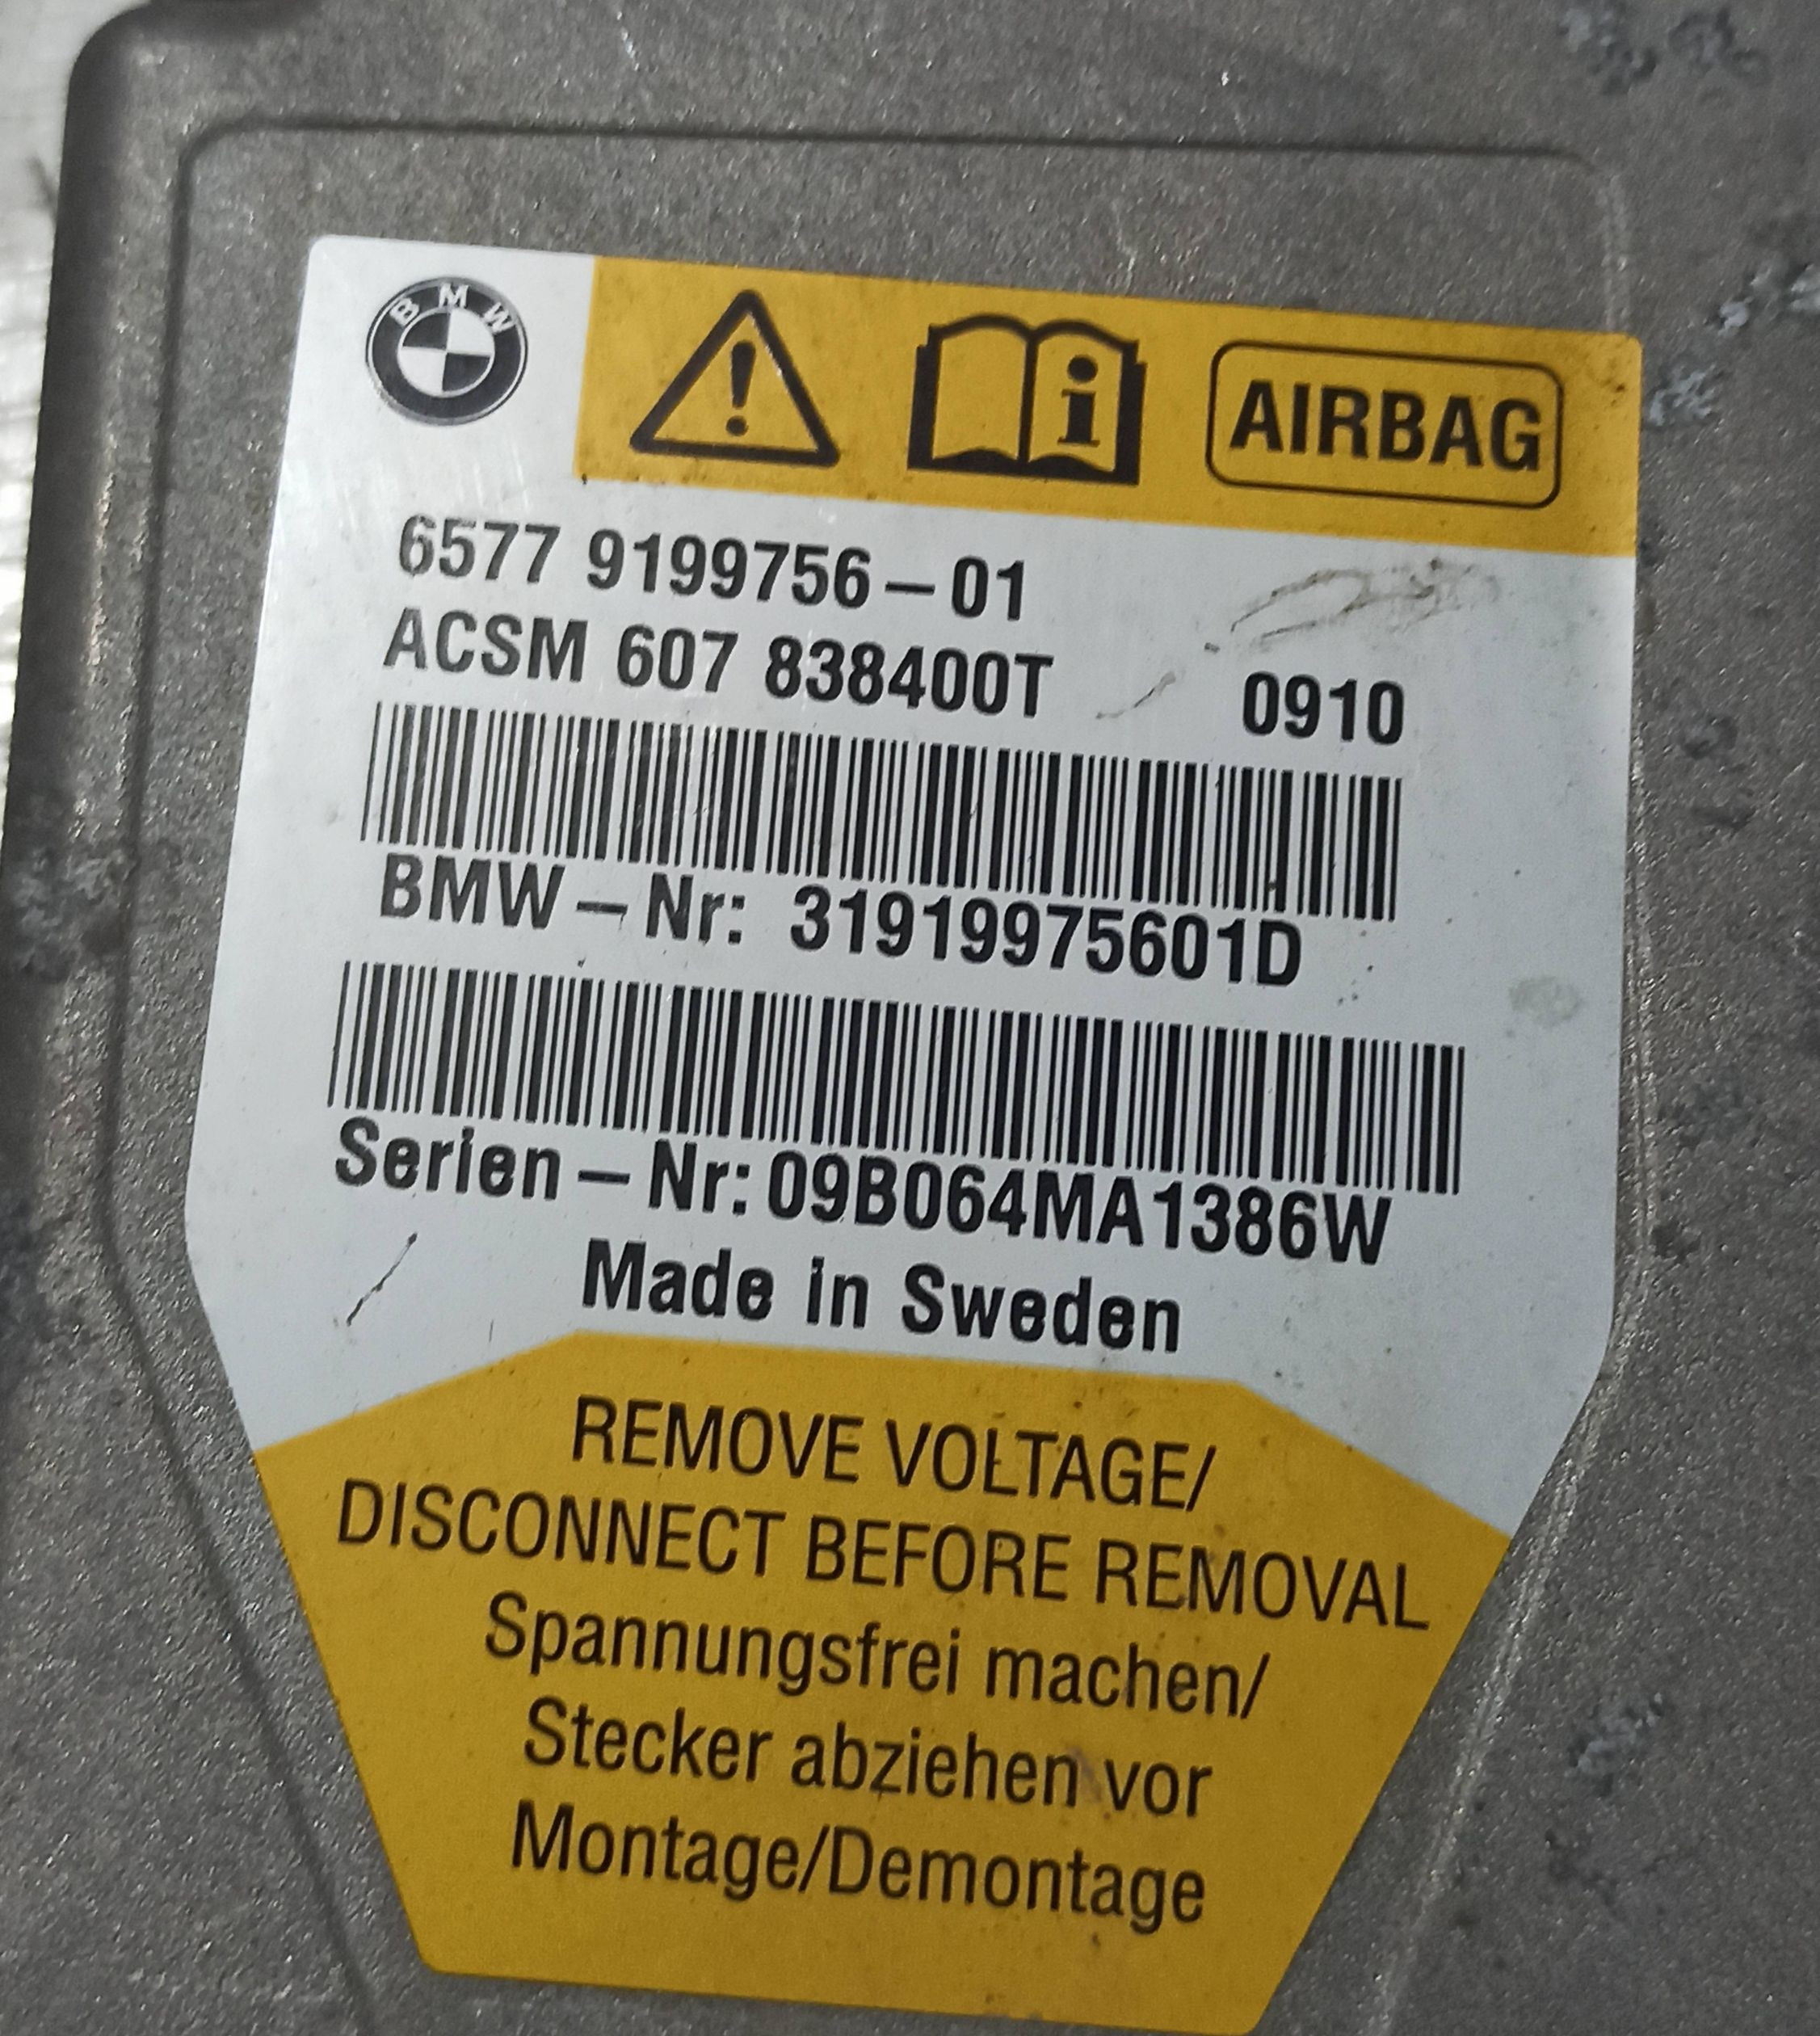 BMW
AIRBAG
6577 9199756-01
ACSM 607 838400T 0910
BMW-Nr: 31919975601D
Serien-Nr:09B064MA1386W
Made in Sweden
REMOVE VOLTAGE/
DISCONNECT BEFORE REMOVAL
Spannungsfrei machen/
Stecker abziehen vor
Montage/Demontage